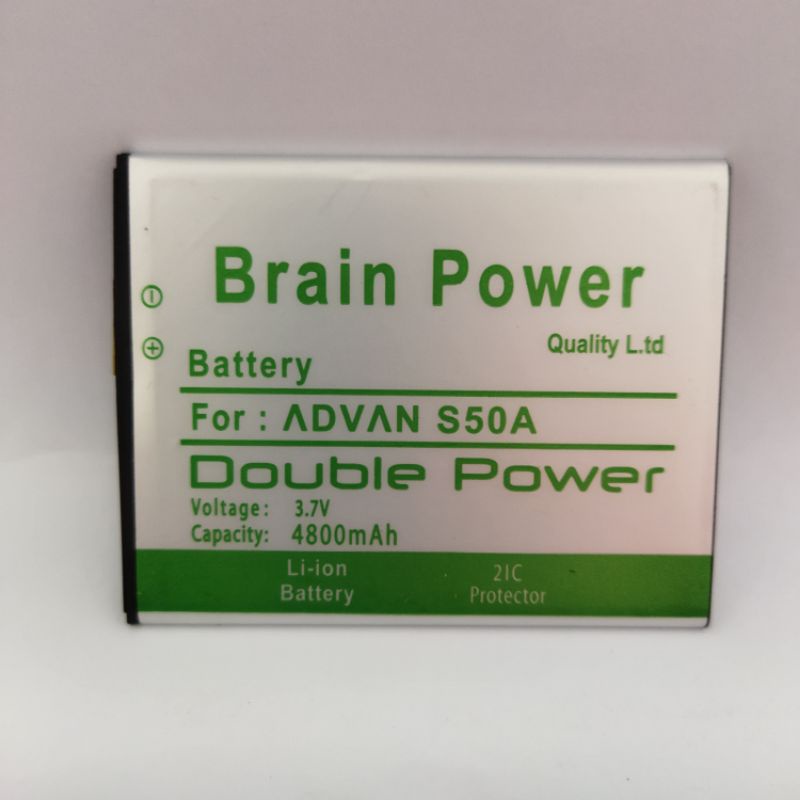 Brain Power
Quality L.td
Battery
For : ADVAN S50A
Double Power
Voltage: 3.7V
Capacity: 4800mAh
Li-ion Battery
2IC Protector